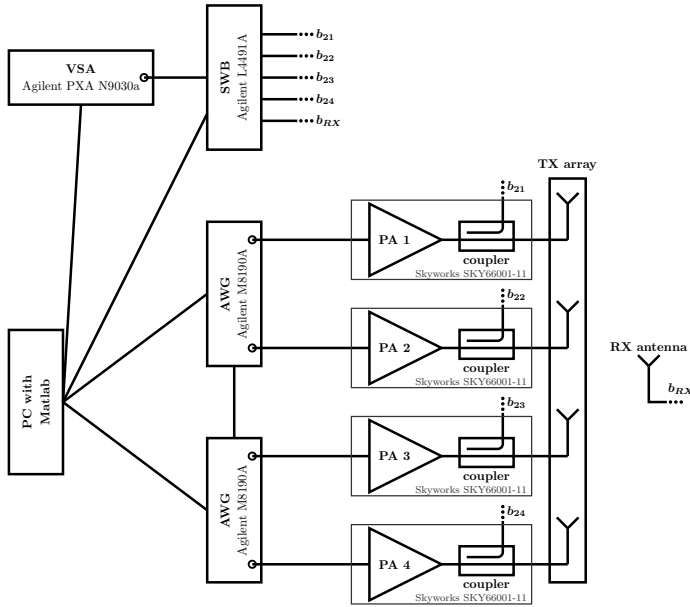 VSA
Agilent PXA N9030a
SWB
Agilent L4491A
b21
b22
b23
b24
bRX
TX array
AWG
Agilent M8190A
PA 1
b21
coupler
Skyworks SKY66001-11
PA 2
b22
coupler
Skyworks SKY66001-11
RX antenna
bRX
PC with
Matlab
AWG
Agilent M8190A
PA 3
b23
coupler
Skyworks SKY66001-11
PA 4
b24
coupler
Skyworks SKY66001-11